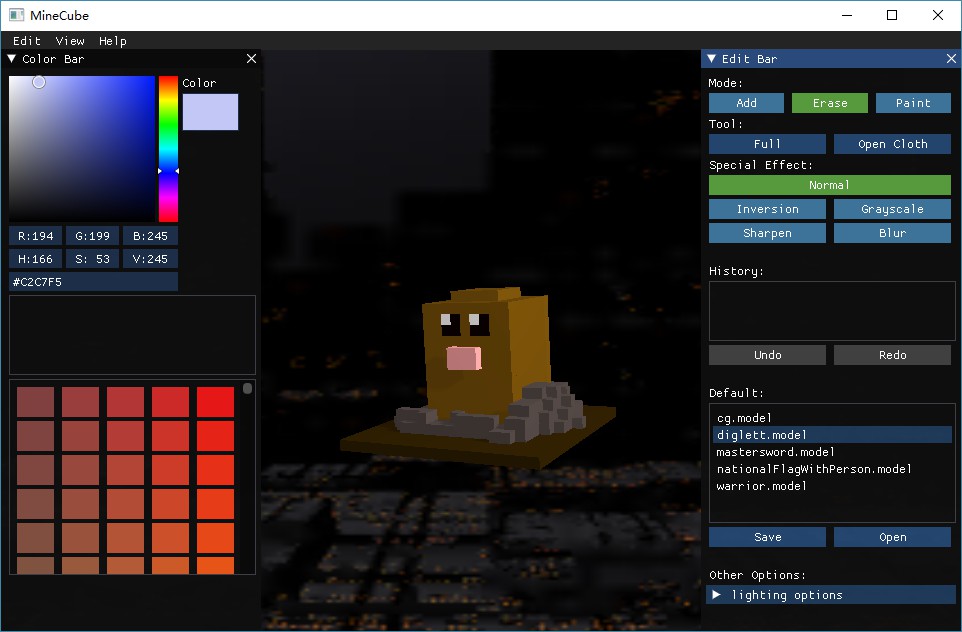 MineCube
Edit View Help
Color Bar
Color
R:194 G:199 B:245
H:166 S: 53 V:245
#C2C7F5
Edit Bar
Mode:
Add Erase Paint
Tool:
Full Open Cloth
Special Effect:
Normal
Inversion Grayscale
Sharpen Blur
History:
Undo Redo
Default:
cg.model
diglett.model
mastersword.model
nationalFlagWithPerson.model
warrior.model
Save Open
Other Options:
lighting options